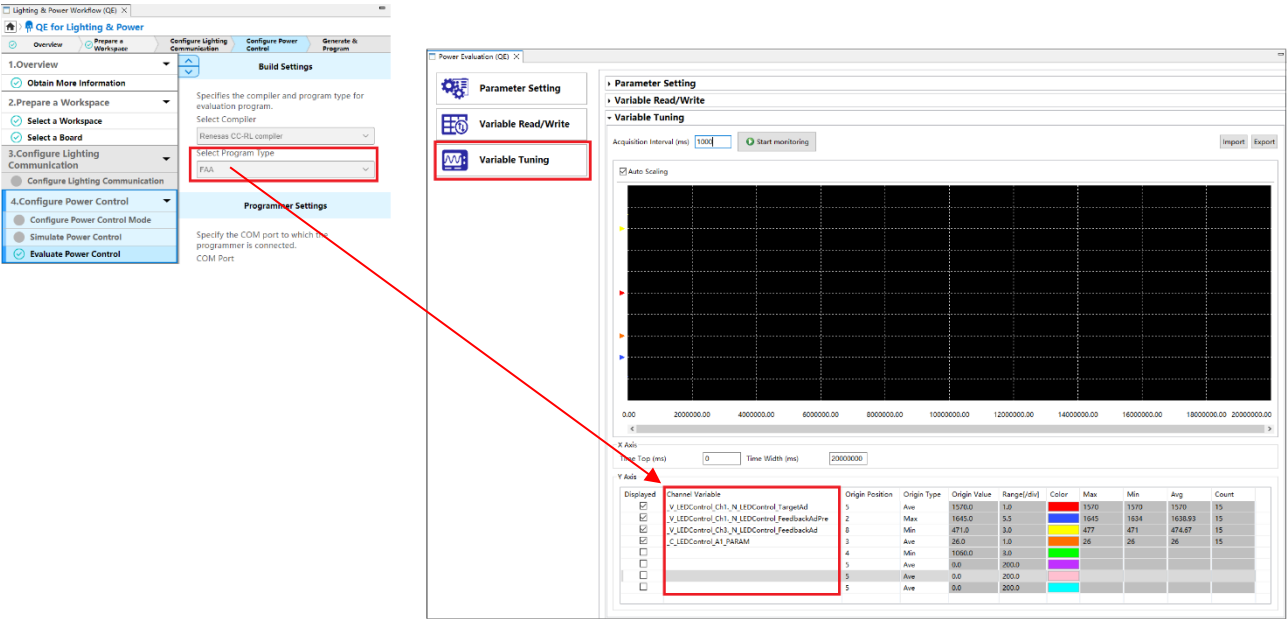 Lighting & Power Workflow (QE)
QE for Lighting & Power
Overview
Prepare a Workspace
Configure Lighting Communication
Configure Power Control
Generate & Program
1.Overview
Obtain More Information
2.Prepare a Workspace
Select a Workspace
Select a Board
3.Configure Lighting Communication
Configure Lighting Communication
4.Configure Power Control
Configure Power Control Mode
Simulate Power Control
Evaluate Power Control
Build Settings
Specifies the compiler and program type for
evaluation program.
Select Compiler
Renesas CC-RL compiler
Select Program Type
FAA
Programmer Settings
Specify the COM port to which the
programmer is connected.
COM Port
Power Evaluation (QE)
Parameter Setting
Variable Read/Write
Variable Tuning
Parameter Setting
Variable Read/Write
Variable Tuning
Acquisition Interval (ms) 1000 Start monitoring Import Export
Auto Scaling
0.00 2000000.00 4000000.00 6000000.00 8000000.00 10000000.00 12000000.00 14000000.00 16000000.00 18000000.00 20000000.00
X Axis
Time Top (ms) 0 Time Width (ms) 20000000
Y Axis
Displayed Channel Variable Origin Position Origin Type Origin Value Range(/div) Color Max Min Avg Count
_V_LEDControl_Ch1._N_LEDControl_TargetAd 5 Ave 1570.0 1.0 1570 1570 1570 15
_V_LEDControl_Ch1._N_LEDControl_FeedbackAdPre 2 Max 1645.0 5.5 1645 1634 1638.93 15
_V_LEDControl_Ch3._N_LEDControl_FeedbackAd 8 Min 471.0 3.0 477 471 474.67 15
_C_LEDControl_A1_PARAM 3 Ave 26.0 1.0 26 26 26 15
4 Min 1060.0 3.0
5 Ave 0.0 200.0
5 Ave 0.0 200.0
5 Ave 0.0 200.0